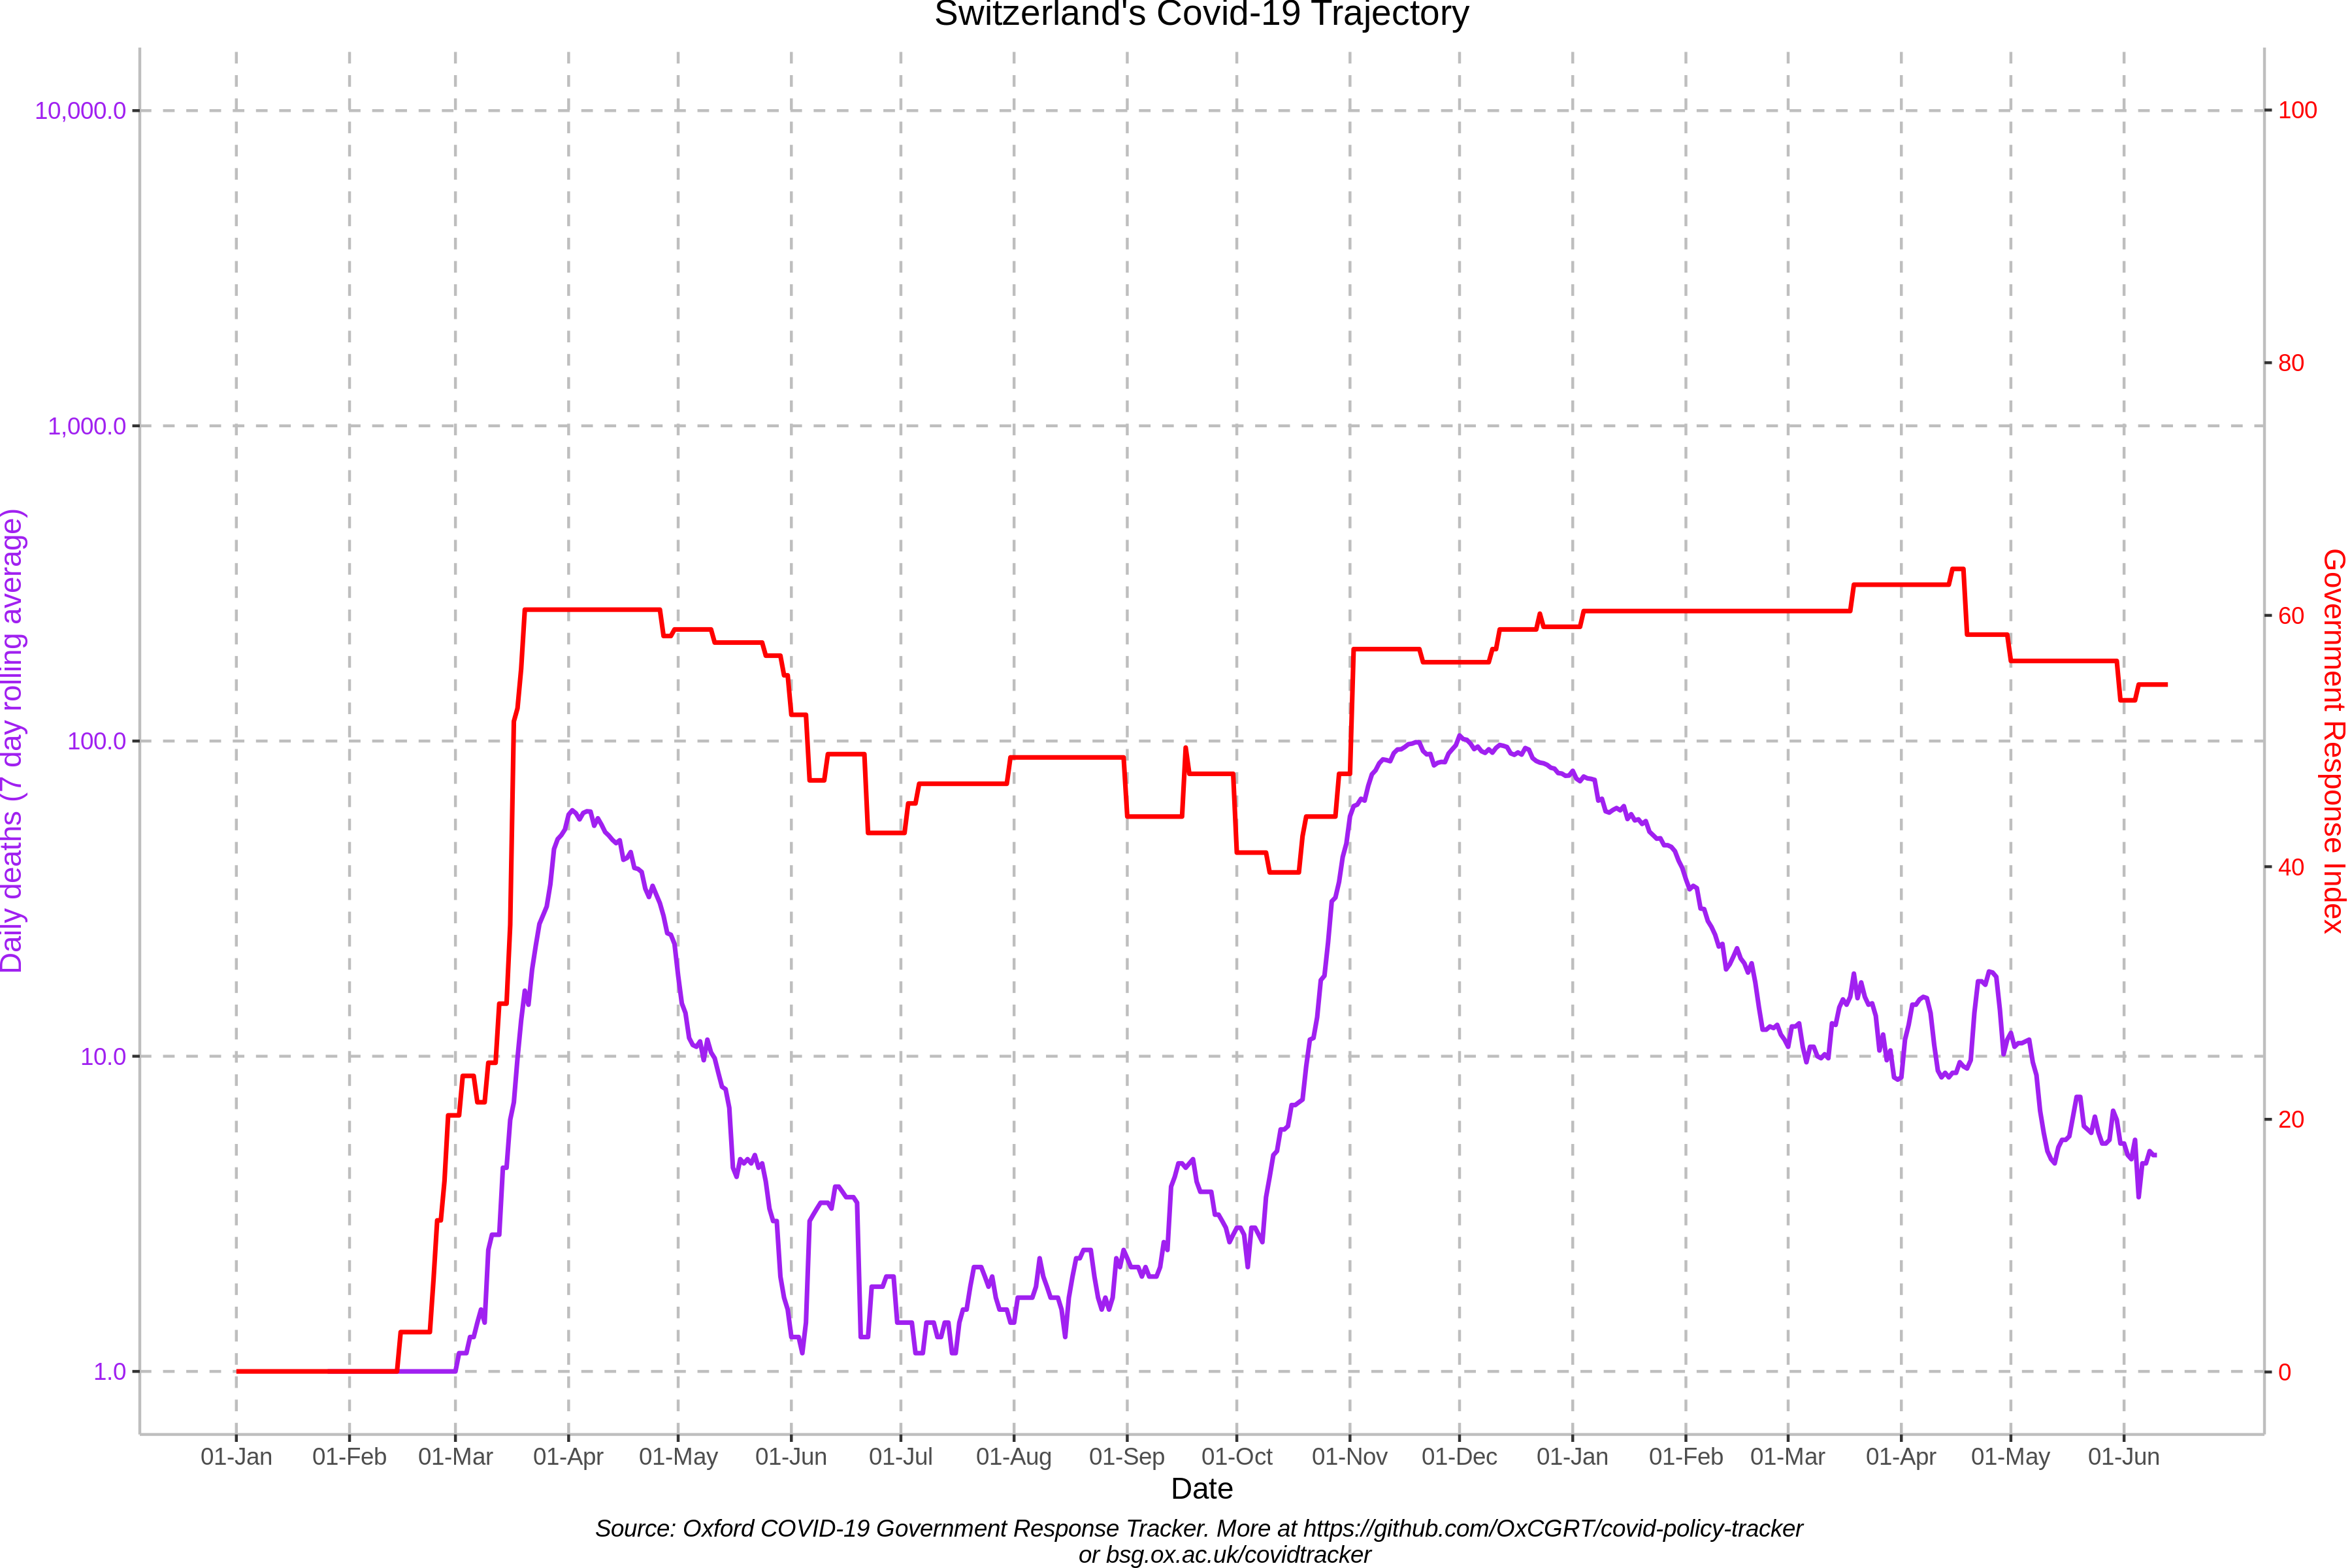 Switzerland's Covid-19 Trajectory
10,000.0
1,000.0
100.0
10.0
1.0
Daily deaths (7 day rolling average)
100
80
60
40
20
0
Government Response Index
01-Jan 01-Feb 01-Mar 01-Apr 01-May 01-Jun 01-Jul 01-Aug 01-Sep 01-Oct 01-Nov 01-Dec 01-Jan 01-Feb 01-Mar 01-Apr 01-May 01-Jun
Date
Source: Oxford COVID-19 Government Response Tracker. More at https://github.com/OxCGRT/covid-policy-tracker
or bsg.ox.ac.uk/covidtracker